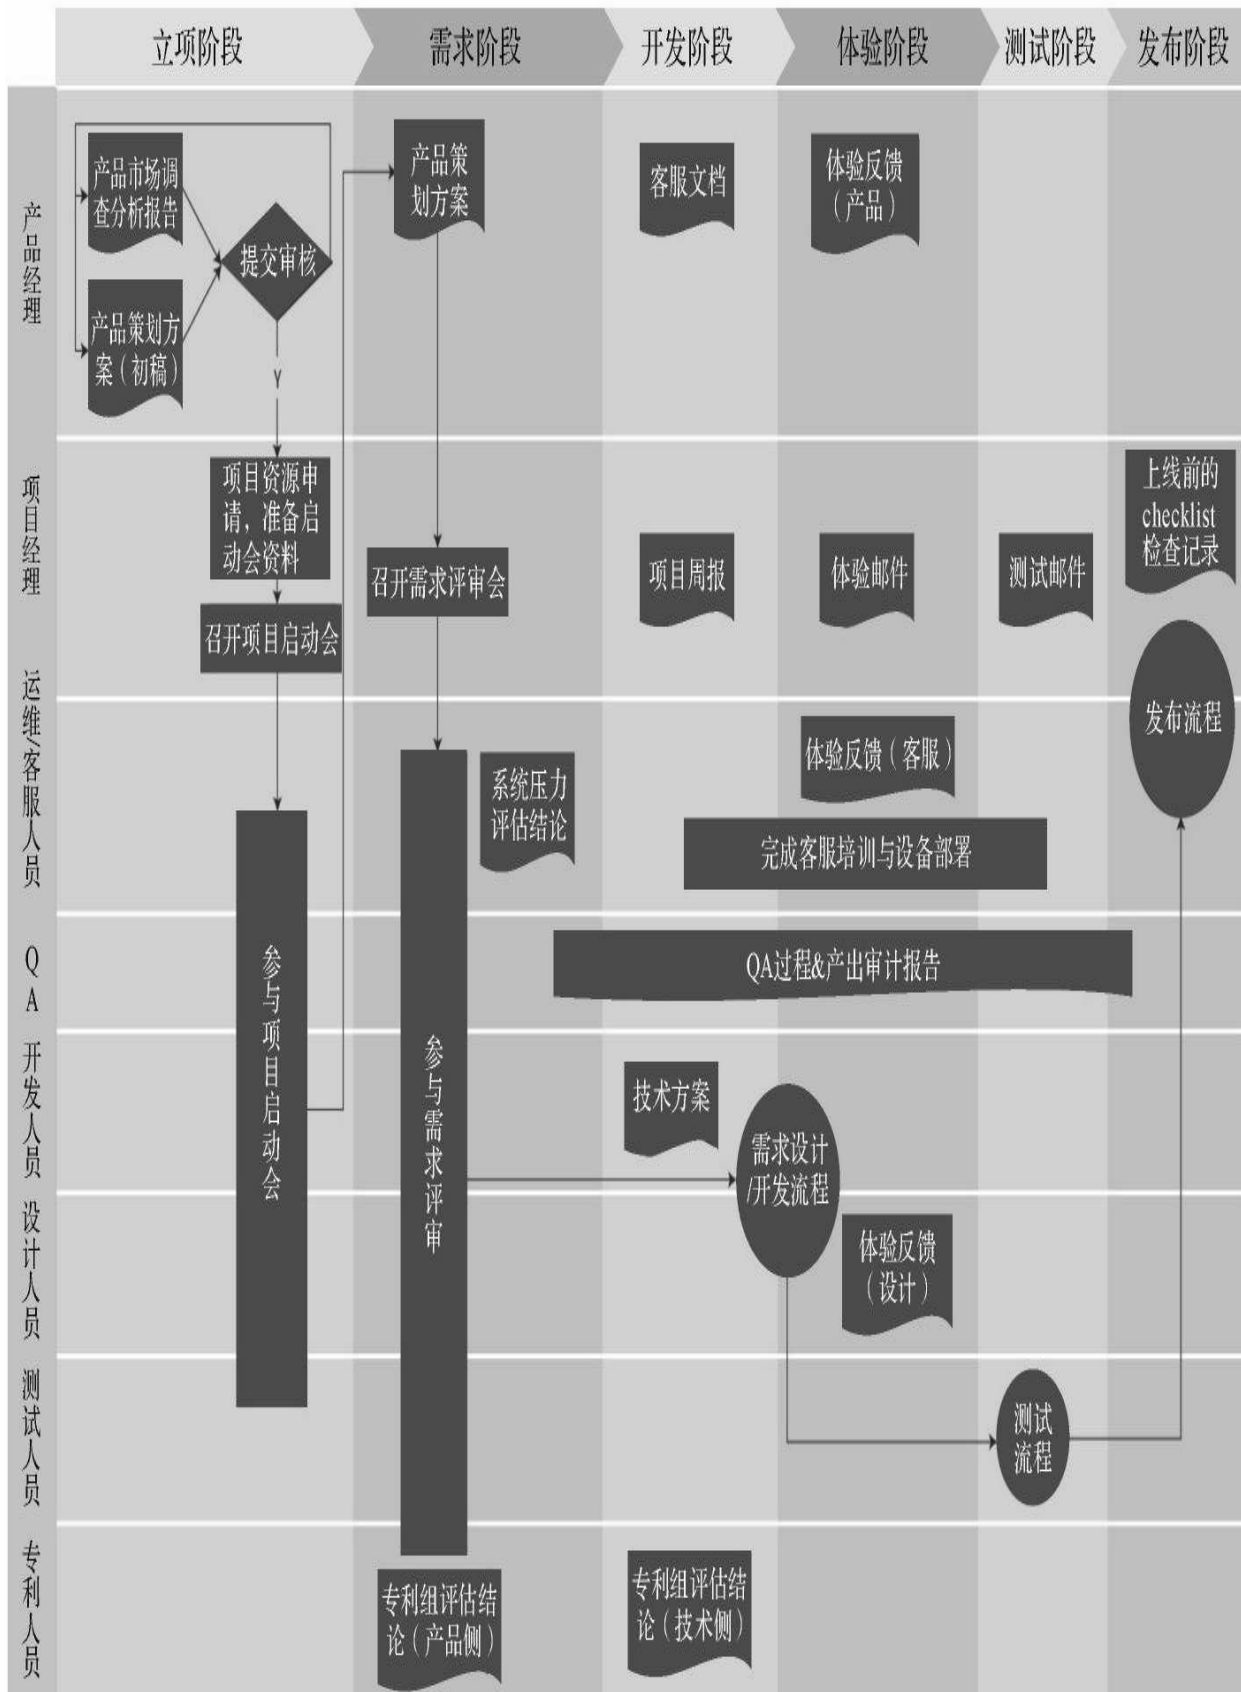 立项阶段
需求阶段
开发阶段
体验阶段
测试阶段
发布阶段
产品经理
产品市场调
查分析报告
产品策划方
案（初稿）
提交审核
Y
产品策
划方案
客服文档
体验反馈
（产品）
项目经理
项目资源申
请，准备启
动会资料
召开项目启动会
召开需求评审会
项目周报
体验邮件
测试邮件
上线前的
checklist
检查记录
发布流程
运维/客服人员
系统压力
评估结论
体验反馈（客服）
完成客服培训与设备部署
QA
QA过程&产出审计报告
参与项目启动会
参与需求评审
开发人员
技术方案
需求设计
/开发流程
设计人员
体验反馈
（设计）
测试人员
测试
流程
专利人员
专利组评估结
论（产品侧）
专利组评估结
论（技术侧）